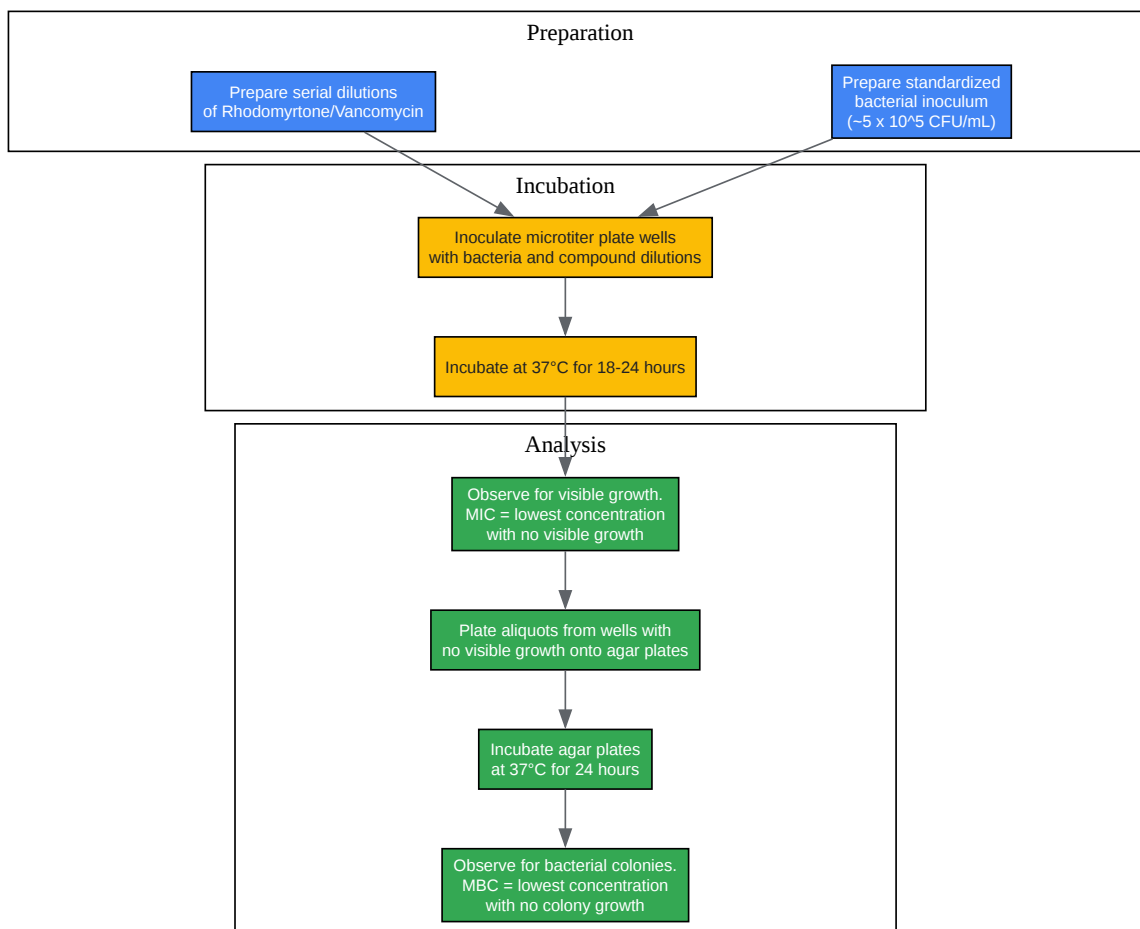 Preparation
Prepare serial dilutions
of Rhodomyrtone/Vancomycin
Prepare standardized
bacterial inoculum
(~5 x 10^5 CFU/mL)
Incubation
Inoculate microtiter plate wells
with bacteria and compound dilutions
Incubate at 37°C for 18-24 hours
Analysis
Observe for visible growth.
MIC = lowest concentration
with no visible growth
Plate aliquots from wells with
no visible growth onto agar plates
Incubate agar plates
at 37°C for 24 hours
Observe for bacterial colonies.
MBC = lowest concentration
with no colony growth